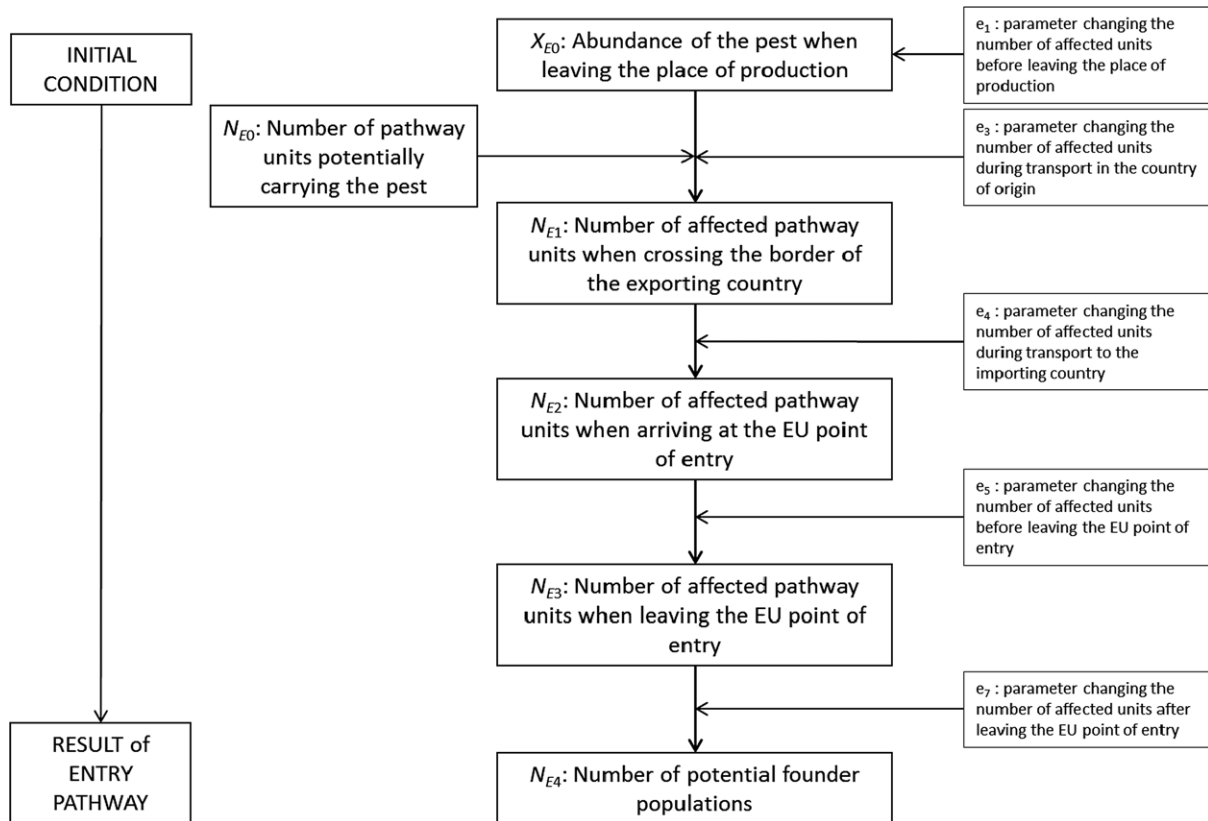 INITIAL
CONDITION
X_E0: Abundance of the pest when
leaving the place of production
e₁ : parameter changing the
number of affected units
before leaving the place of
production
N_E0: Number of pathway
units potentially
carrying the pest
e₃ : parameter changing the
number of affected units
during transport in the country
of origin
N_E1: Number of affected pathway
units when crossing the border of
the exporting country
e₄ : parameter changing the
number of affected units
during transport to the
importing country
N_E2: Number of affected pathway
units when arriving at the EU point
of entry
e₅ : parameter changing the
number of affected units
before leaving the EU point of
entry
N_E3: Number of affected pathway
units when leaving the EU point of
entry
e₇ : parameter changing the
number of affected units after
leaving the EU point of entry
RESULT of
ENTRY
PATHWAY
N_E4: Number of potential founder
populations